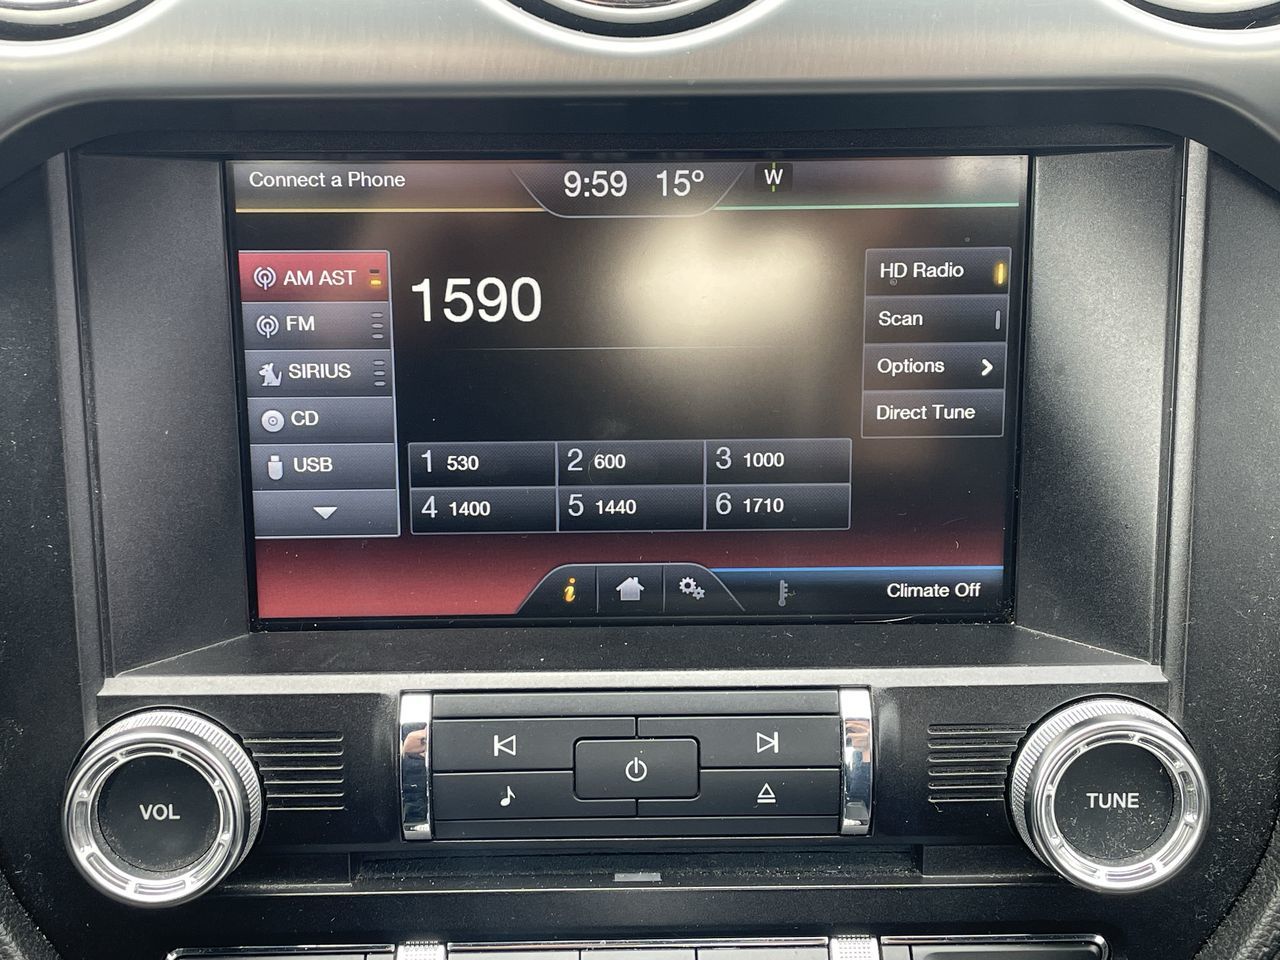 Connect a Phone
9:59 15° W
AM AST
FM
SIRIUS
CD
USB
1590
HD Radio
Scan
Options
Direct Tune
1 530
2 600
3 1000
4 1400
5 1440
6 1710
i
Climate Off
VOL
TUNE